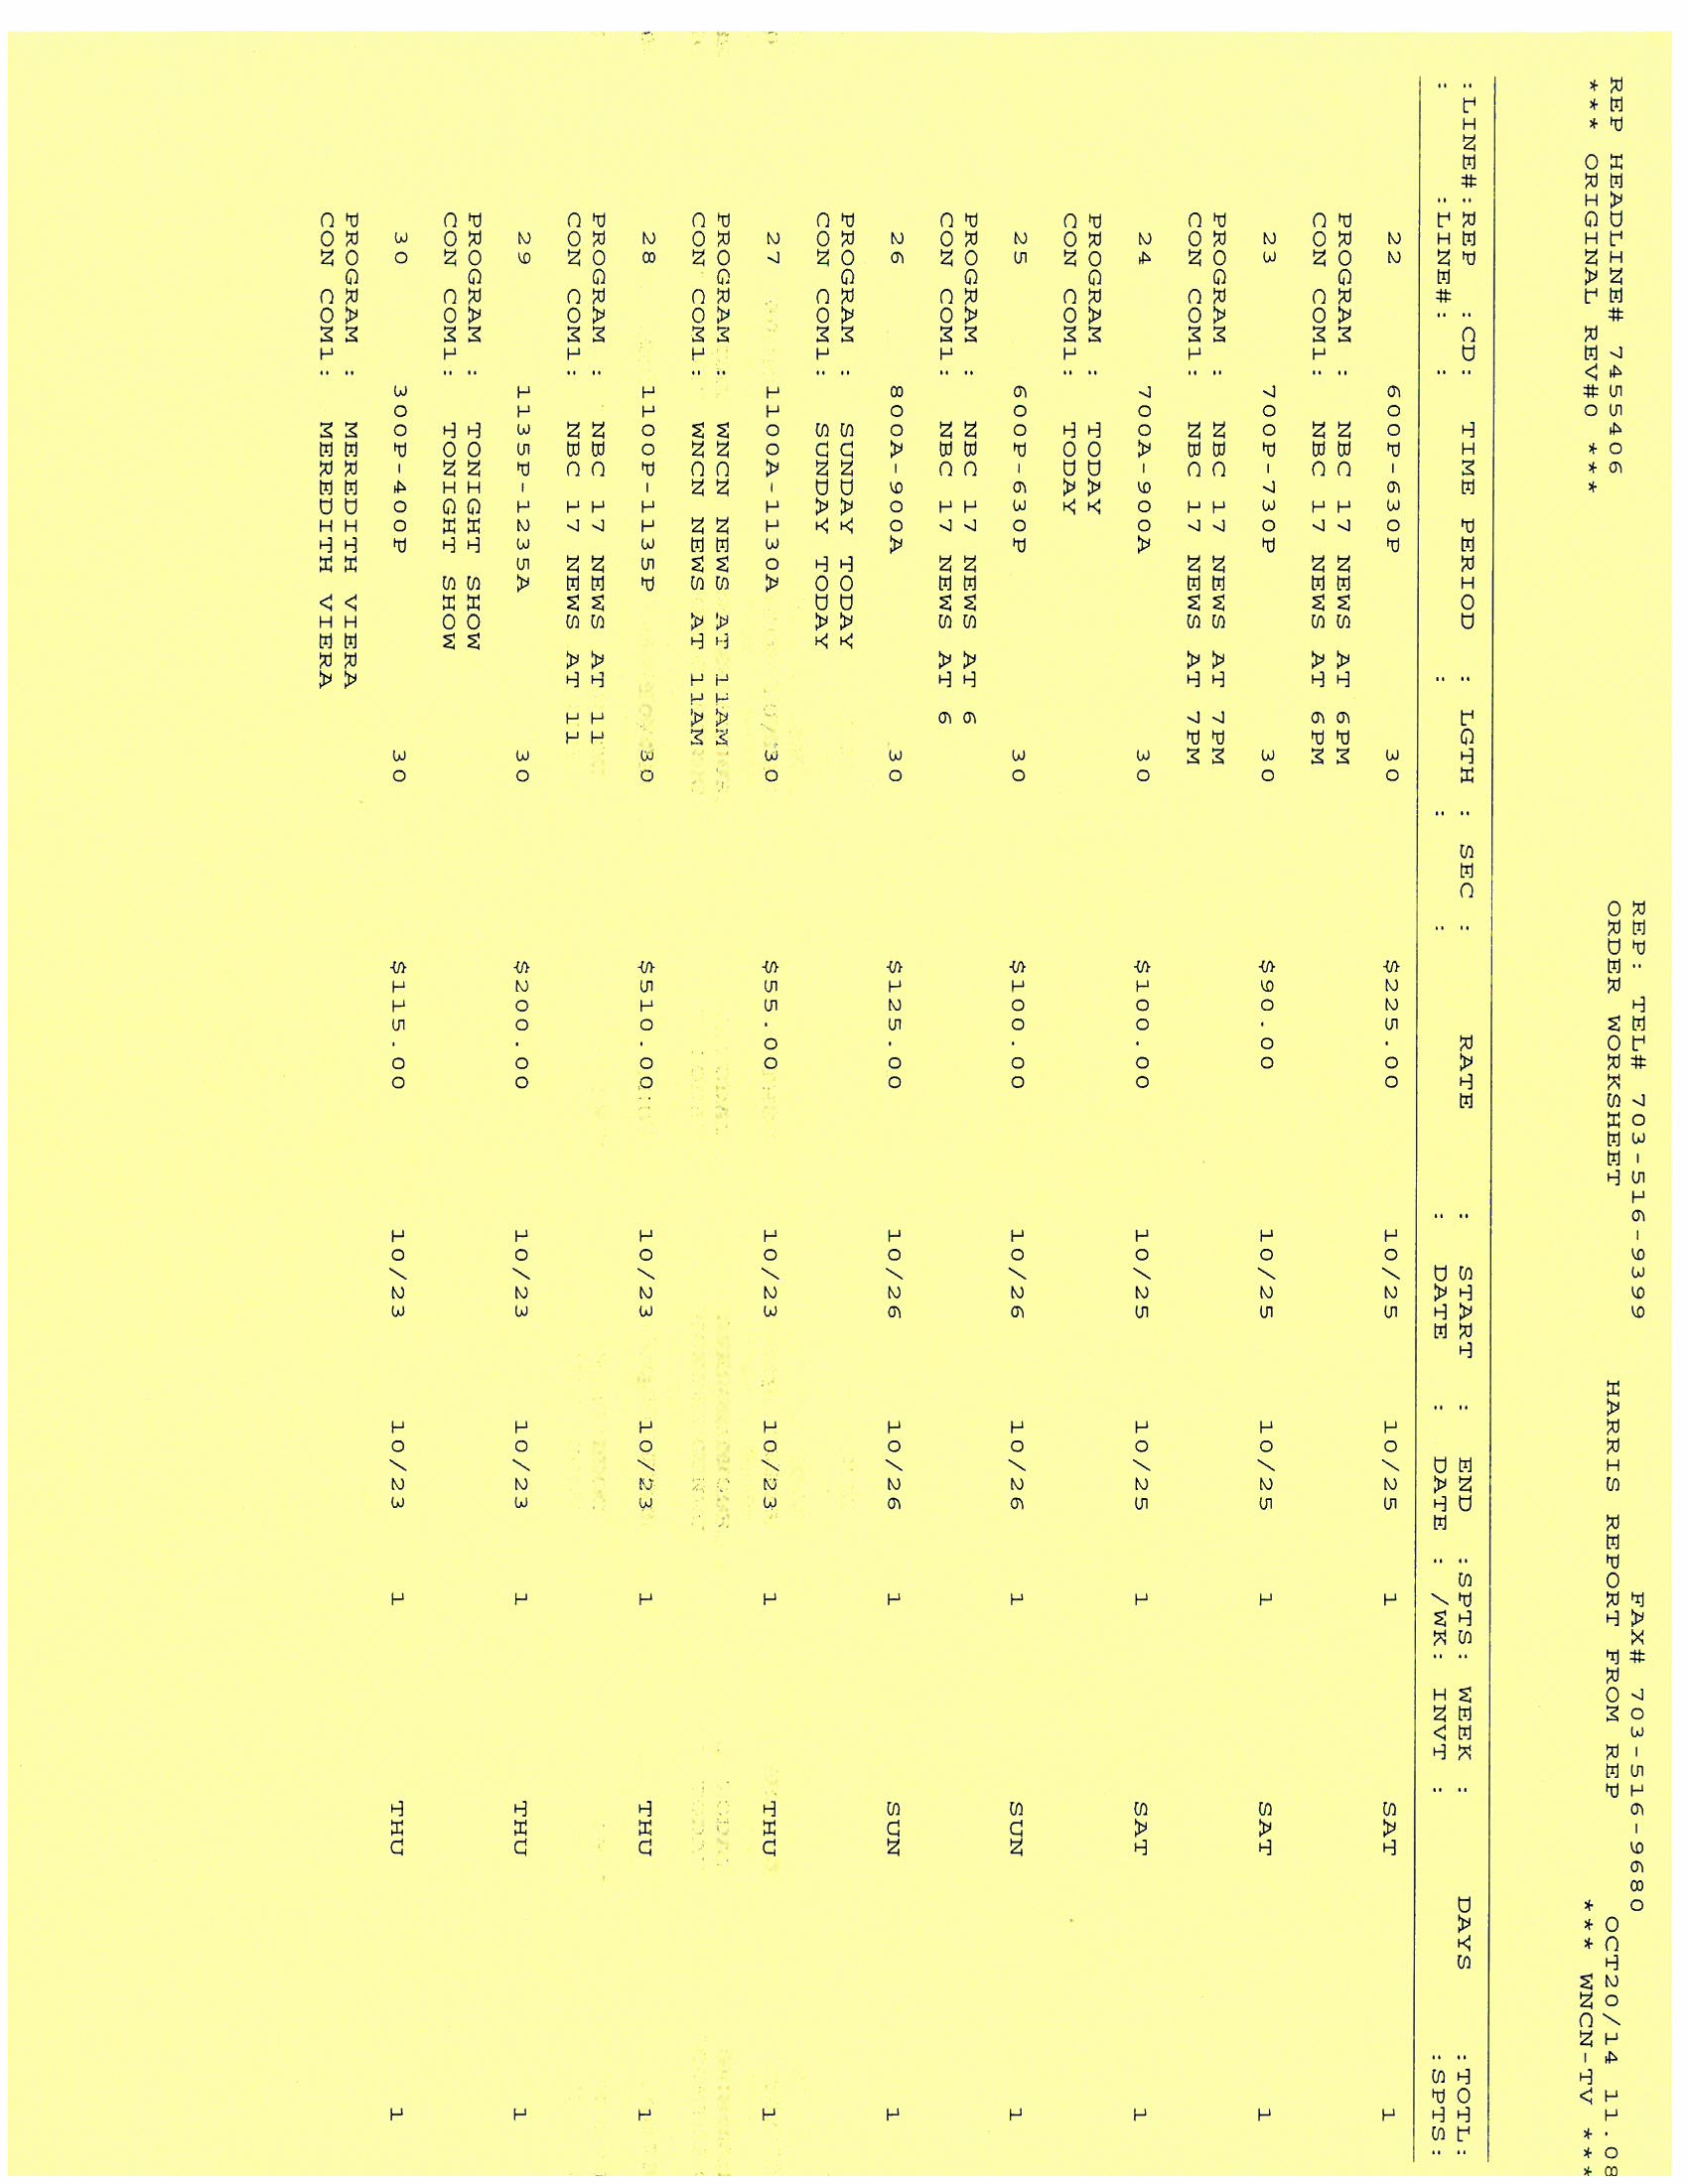 REP: TEL# 703-516-9399 FAX# 703-516-9680
REP HEADLINE# 7455406 ORDER WORKSHEET HARRIS REPORT FROM REP OCT20/14 11.08
*** ORIGINAL REV#0 *** *** WNCN-TV ***
:LINE#:REP :CD: TIME PERIOD : LGTH : SEC : RATE : START : END :SPTS: WEEK : DAYS :TOTL:
: :LINE#: : : : : : DATE : DATE : /WK: INVT : :SPTS:
22 600P-630P 30 $225.00 10/25 10/25 1 SAT 1
PROGRAM : NBC 17 NEWS AT 6PM
CON COM1: NBC 17 NEWS AT 6PM
23 700P-730P 30 $90.00 10/25 10/25 1 SAT 1
PROGRAM : NBC 17 NEWS AT 7PM
CON COM1: NBC 17 NEWS AT 7PM
24 700A-900A 30 $100.00 10/25 10/25 1 SAT 1
PROGRAM : TODAY
CON COM1: TODAY
25 600P-630P 30 $100.00 10/26 10/26 1 SUN 1
PROGRAM : NBC 17 NEWS AT 6
CON COM1: NBC 17 NEWS AT 6
26 800A-900A 30 $125.00 10/26 10/26 1 SUN 1
PROGRAM : SUNDAY TODAY
CON COM1: SUNDAY TODAY
27 1100A-1130A 30 $55.00 10/23 10/23 1 THU 1
PROGRAM : WNCN NEWS AT 11AM
CON COM1: WNCN NEWS AT 11AM
28 1100P-1135P 30 $510.00 10/23 10/23 1 THU 1
PROGRAM : NBC 17 NEWS AT 11
CON COM1: NBC 17 NEWS AT 11
29 1135P-1235A 30 $200.00 10/23 10/23 1 THU 1
PROGRAM : TONIGHT SHOW
CON COM1: TONIGHT SHOW
30 300P-400P 30 $115.00 10/23 10/23 1 THU 1
PROGRAM : MEREDITH VIERA
CON COM1: MEREDITH VIERA